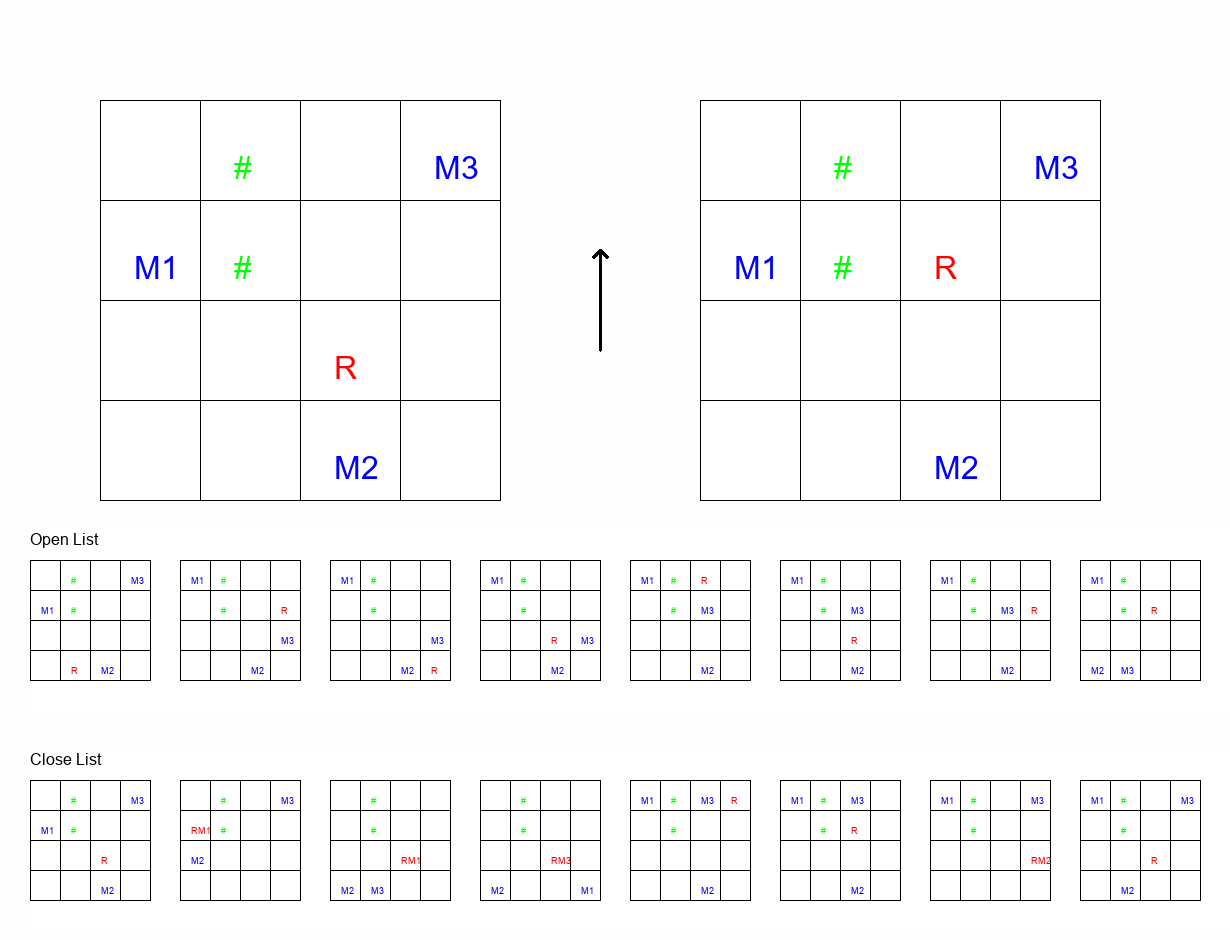 # M3 # M3
M1 # M1 # R
R
M2 M2
Open List
# M3 M1 # M1 # M1 # M1 # R M1 # M1 # M1 #
M1 # # R # # # M3 # M3 # M3 R # R
M3 M3 R M3 R
R M2 M2 M2 R M2 M2 M2 M2 M2 M3
Close List
# M3 # M3 # # M1 # M3 R M1 # M3 M1 # M3 M1 # M3
M1 # RM1 # # # # # R # #
R M2 RM1 RM3 RM2 R
M2 M2 M3 M2 M1 M2 M2 M2